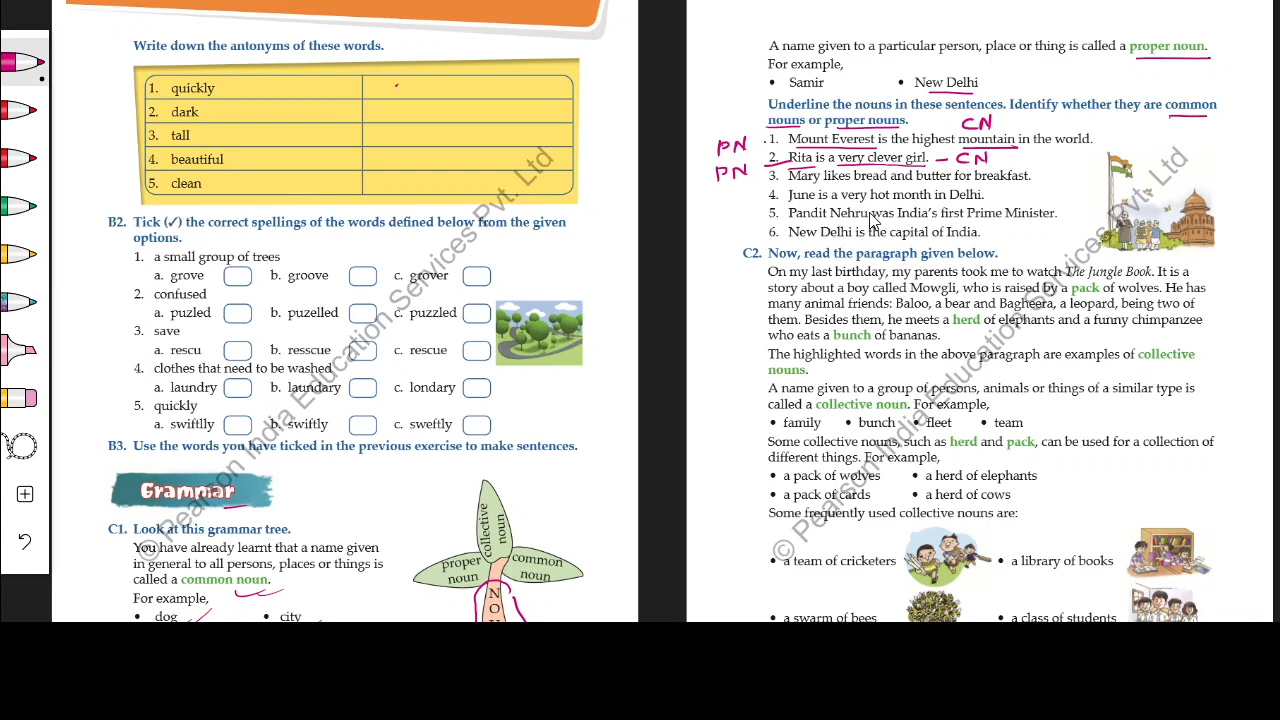 Write down the antonyms of these words.
1. quickly
2. dark
3. tall
4. beautiful
5. clean
B2. Tick (✓) the correct spellings of the words defined below from the given
options.
1. a small group of trees
a. grove b. groove c. grover
2. confused
a. puzled b. puzelled c. puzzled
3. save
a. rescu b. resscue c. rescue
4. clothes that need to be washed
a. laundry b. laundary c. londary
5. quickly
a. swiftlly b. swiftly c. sweftly
B3. Use the words you have ticked in the previous exercise to make sentences.
Grammar
C1. Look at this grammar tree.
You have already learnt that a name given
in general to all persons, places or things is
called a common noun.
For example,
• dog • city
collective noun
proper noun
common noun
N
O
© Pearson India Education Services Pvt. Ltd
A name given to a particular person, place or thing is called a proper noun.
For example,
• Samir • New Delhi
Underline the nouns in these sentences. Identify whether they are common
nouns or proper nouns.
CN
PN 1. Mount Everest is the highest mountain in the world.
PN 2. Rita is a very clever girl. – CN
3. Mary likes bread and butter for breakfast.
4. June is a very hot month in Delhi.
5. Pandit Nehru was India's first Prime Minister.
6. New Delhi is the capital of India.
C2. Now, read the paragraph given below.
On my last birthday, my parents took me to watch The Jungle Book. It is a
story about a boy called Mowgli, who is raised by a pack of wolves. He has
many animal friends: Baloo, a bear and Bagheera, a leopard, being two of
them. Besides them, he meets a herd of elephants and a funny chimpanzee
who eats a bunch of bananas.
The highlighted words in the above paragraph are examples of collective
nouns.
A name given to a group of persons, animals or things of a similar type is
called a collective noun. For example,
• family • bunch • fleet • team
Some collective nouns, such as herd and pack, can be used for a collection of
different things. For example,
• a pack of wolves • a herd of elephants
• a pack of cards • a herd of cows
Some frequently used collective nouns are:
• a team of cricketers • a library of books
• a swarm of bees • a class of students
© Pearson India Education Services Pvt. Ltd